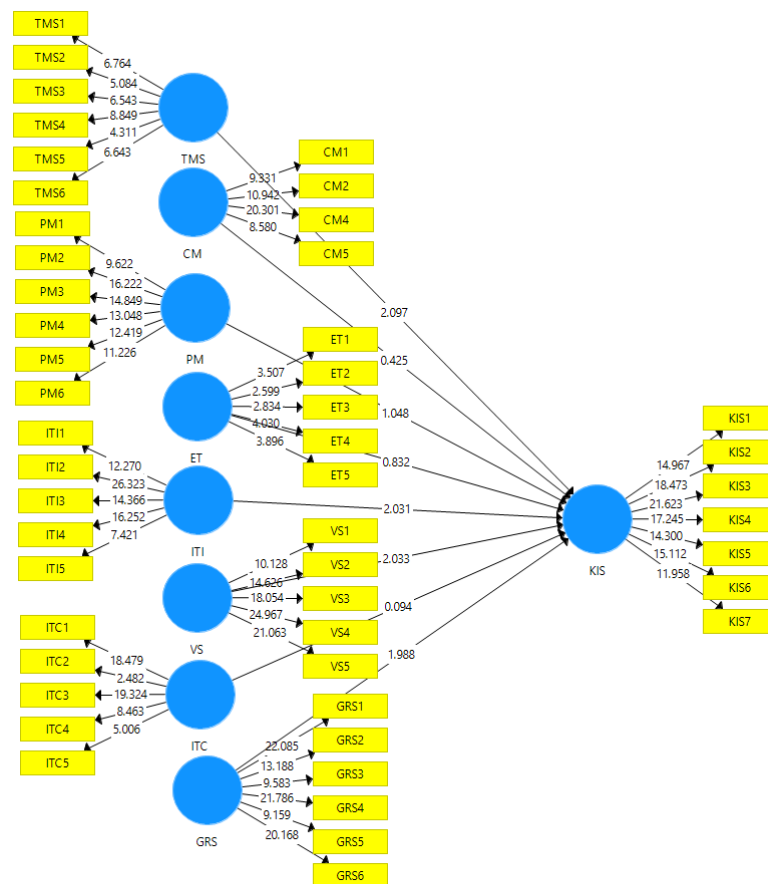 TMS1
TMS2
TMS3
TMS4
TMS5
TMS6
6.764
5.084
6.543
8.849
4.311
6.643
TMS
CM1
CM2
CM4
CM5
9.331
10.942
20.301
8.580
CM
PM1
PM2
PM3
PM4
PM5
PM6
9.622
16.222
14.849
13.048
12.419
11.226
PM
ET1
ET2
ET3
ET4
ET5
3.507
2.599
2.834
4.030
3.896
ET
ITI1
ITI2
ITI3
ITI4
ITI5
12.270
26.323
14.366
16.252
7.421
ITI
VS1
VS2
VS3
VS4
VS5
10.128
14.626
18.054
24.967
21.063
VS
ITC1
ITC2
ITC3
ITC4
ITC5
18.479
2.482
19.324
8.463
5.006
ITC
GRS1
GRS2
GRS3
GRS4
GRS5
GRS6
22.085
13.188
9.583
21.786
9.159
20.168
GRS
2.097
0.425
1.048
0.832
2.031
2.033
0.094
1.988
KIS1
KIS2
KIS3
KIS4
KIS5
KIS6
KIS7
14.967
18.473
21.623
17.245
14.300
15.112
11.958
KIS